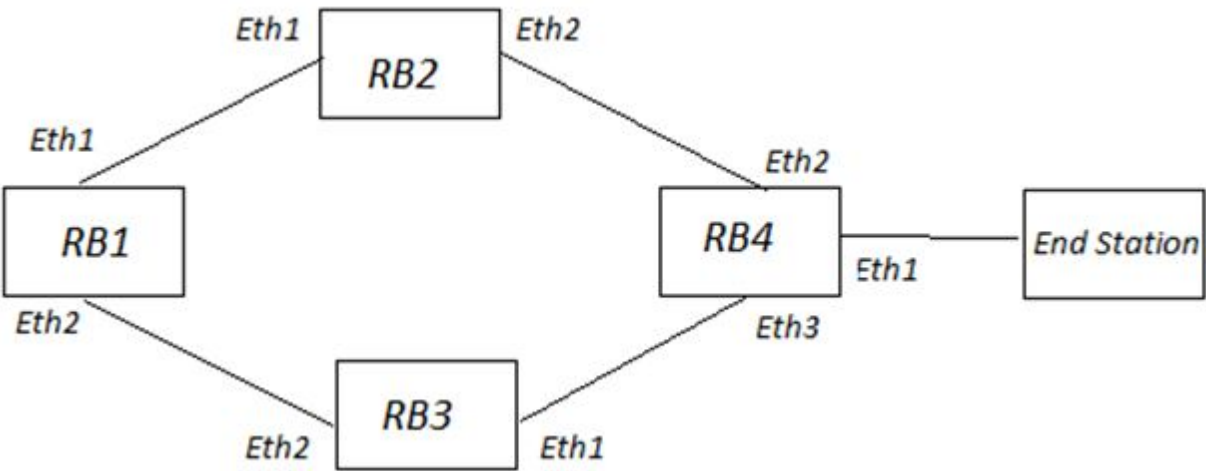 Eth1
RB2
Eth2
Eth1
Eth2
RB1
RB4
End Station
Eth1
Eth2
Eth3
RB3
Eth2
Eth1